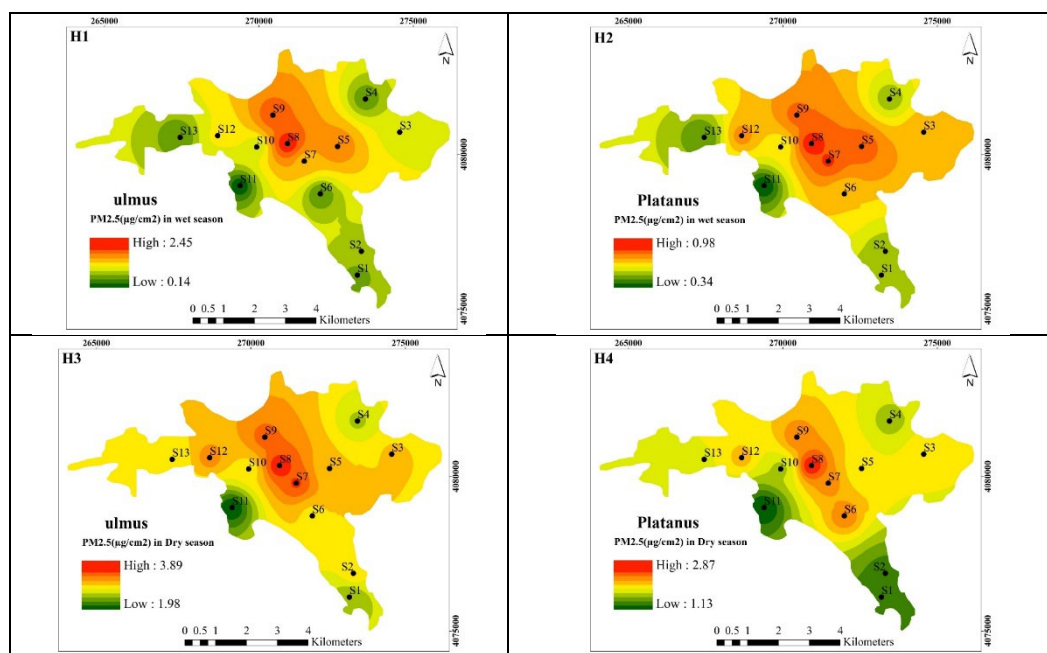 265000 270000 275000
H1
N
S4
S9
S3
S13 S12
S10 S8 S5
S7
4080000
S11
S6
ulmus
PM2.5(µg/cm2) in wet season
High : 2.45
Low : 0.14
S2
S1
0 0.5 1 2 3 4
Kilometers
4075000
265000 270000 275000
H2
N
S4
S9
S3
S13 S12
S10 S8 S5
S7
4080000
S11
S6
Platanus
PM2.5(µg/cm2) in wet season
High : 0.98
Low : 0.34
S2
S1
0 0.5 1 2 3 4
Kilometers
4075000
265000 270000 275000
H3
N
S4
S9
S3
S13 S12
S10 S8 S5
S7
4080000
S11
S6
ulmus
PM2.5(µg/cm2) in Dry season
High : 3.89
Low : 1.98
S2
S1
0 0.5 1 2 3 4
Kilometers
4075000
265000 270000 275000
H4
N
S4
S9
S3
S13 S12
S10 S8 S5
S7
4080000
S11
S6
Platanus
PM2.5(µg/cm2) in Dry season
High : 2.87
Low : 1.13
S2
S1
0 0.5 1 2 3 4
Kilometers
4075000